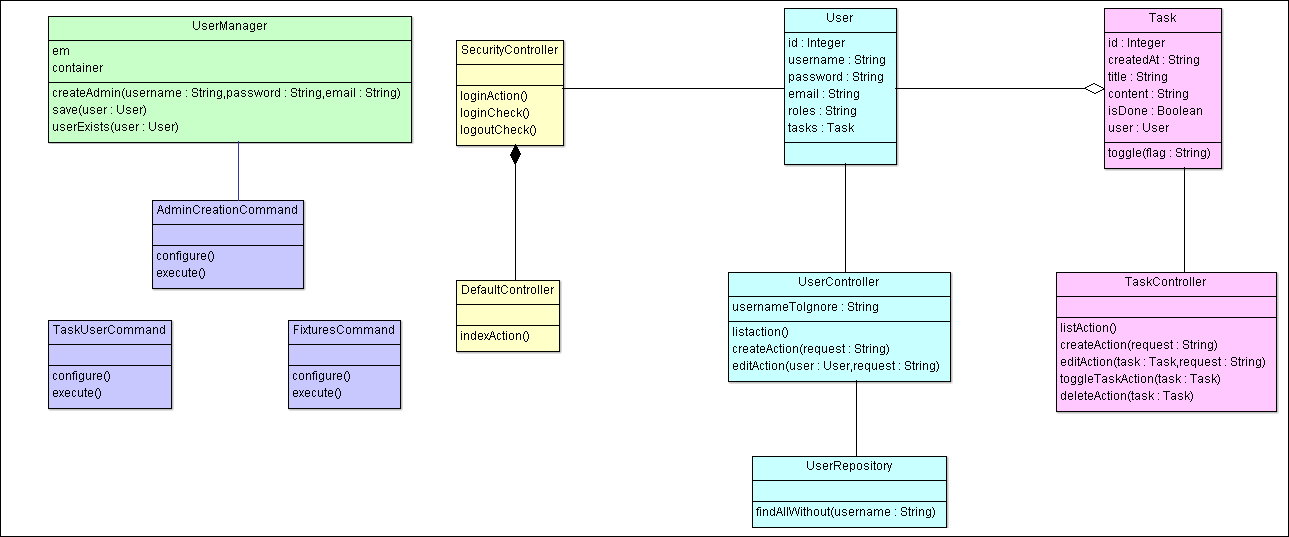 UserManager
em
container
createAdmin(username : String,password : String,email : String)
save(user : User)
userExists(user : User)
AdminCreationCommand
configure()
execute()
TaskUserCommand
configure()
execute()
FixturesCommand
configure()
execute()
SecurityController
loginAction()
loginCheck()
logoutCheck()
DefaultController
indexAction()
User
id : Integer
username : String
password : String
email : String
roles : String
tasks : Task
UserController
usernameToIgnore : String
listaction()
createAction(request : String)
editAction(user : User,request : String)
UserRepository
findAllWithout(username : String)
Task
id : Integer
createdAt : String
title : String
content : String
isDone : Boolean
user : User
toggle(flag : String)
TaskController
listAction()
createAction(request : String)
editAction(task : Task,request : String)
toggleTaskAction(task : Task)
deleteAction(task : Task)